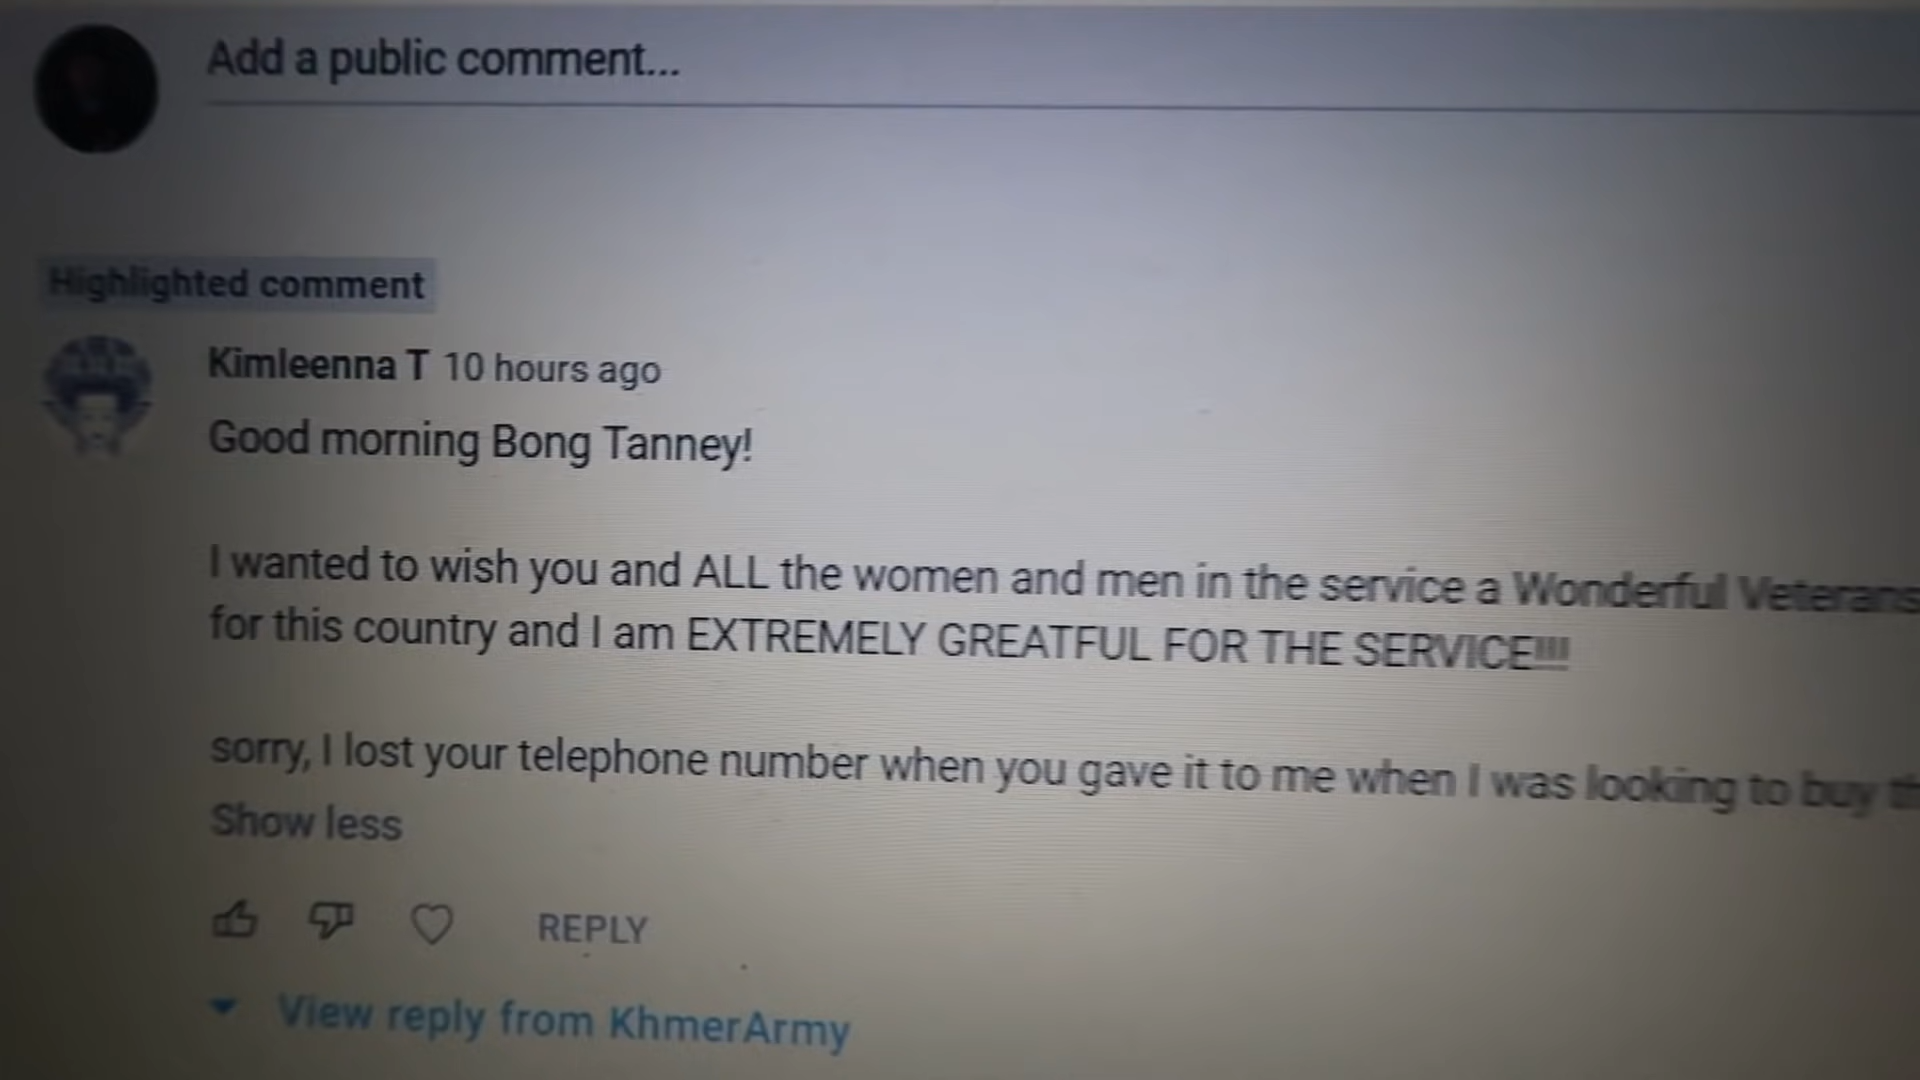 Add a public comment...
Highlighted comment
Kimleenna T 10 hours ago
Good morning Bong Tanney!
I wanted to wish you and ALL the women and men in the service a Wonderful Veterans
for this country and I am EXTREMELY GREATFUL FOR THE SERVICE!!!!
sorry, I lost your telephone number when you gave it to me when I was looking to buy
Show less
REPLY
View reply from KhmerArmy